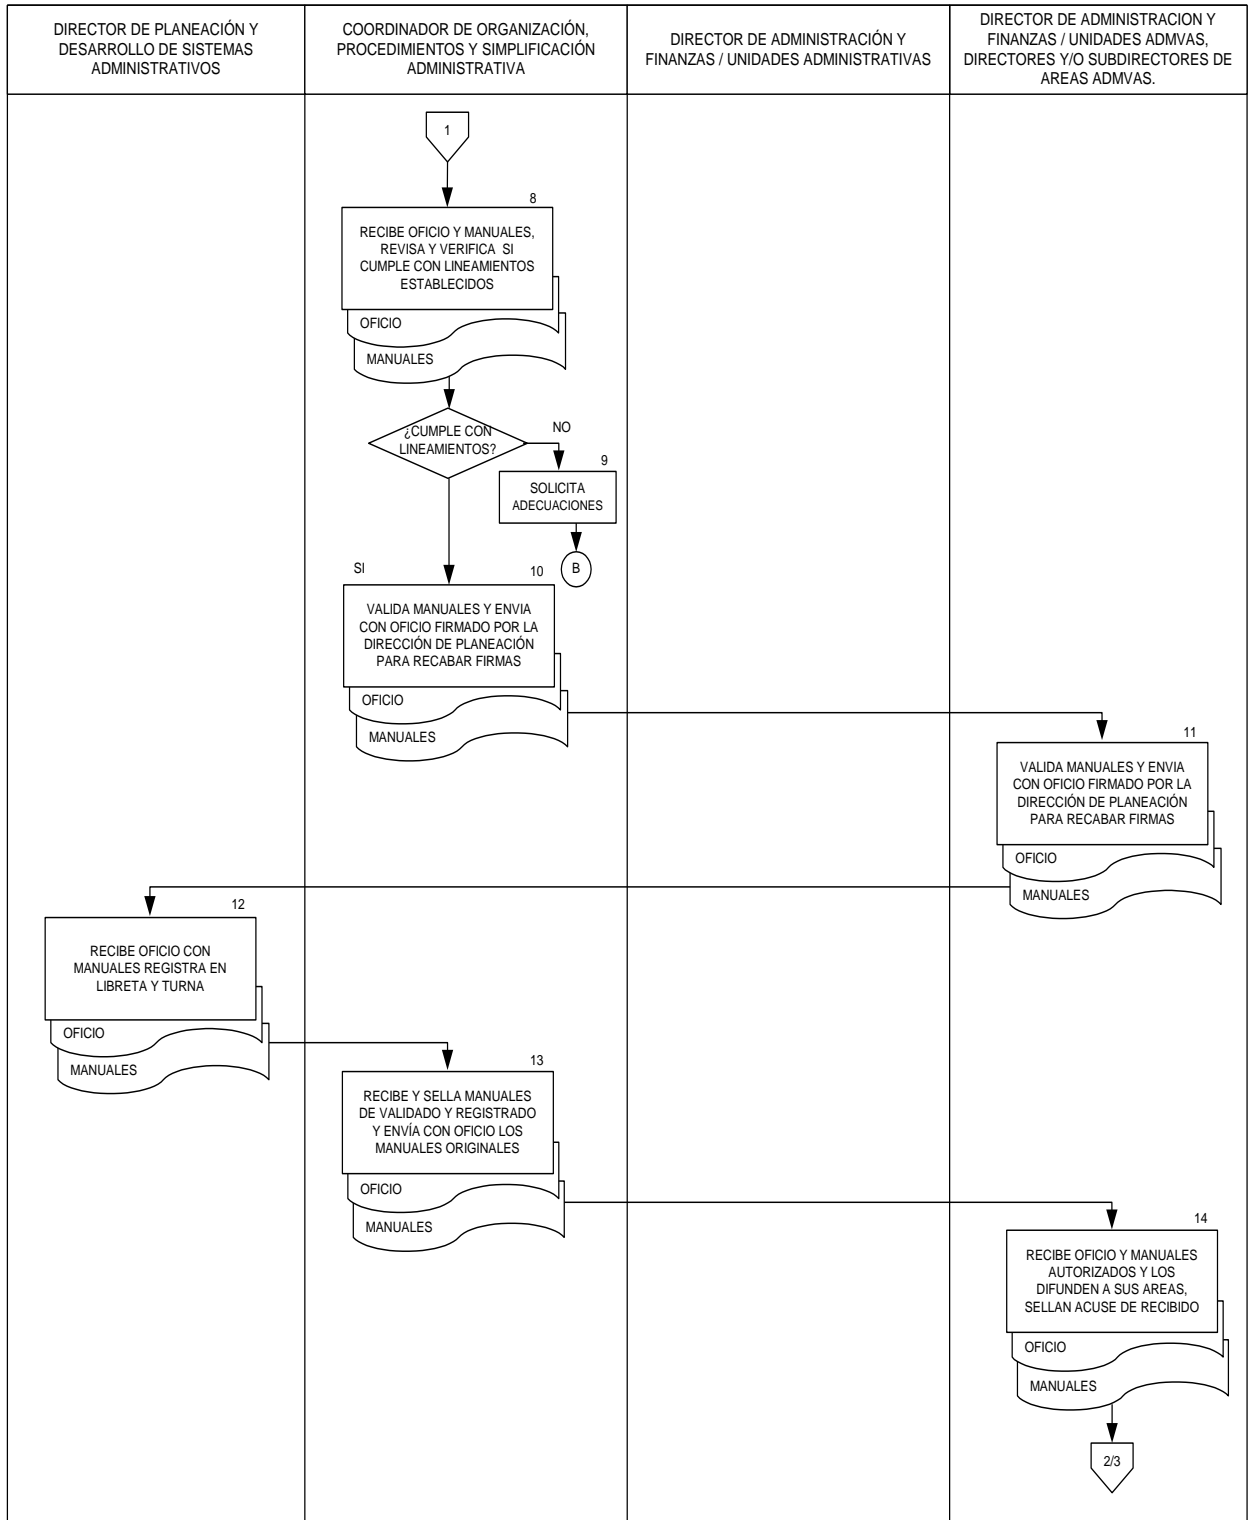 DIRECTOR DE PLANEACIÓN Y
DESARROLLO DE SISTEMAS
ADMINISTRATIVOS
COORDINADOR DE ORGANIZACIÓN,
PROCEDIMIENTOS Y SIMPLIFICACIÓN
ADMINISTRATIVA
DIRECTOR DE ADMINISTRACIÓN Y
FINANZAS / UNIDADES ADMINISTRATIVAS
DIRECTOR DE ADMINISTRACION Y
FINANZAS / UNIDADES ADMVAS,
DIRECTORES Y/O SUBDIRECTORES DE
AREAS ADMVAS.
1
8
RECIBE OFICIO Y MANUALES,
REVISA Y VERIFICA SI
CUMPLE CON LINEAMIENTOS
ESTABLECIDOS
OFICIO
MANUALES
¿CUMPLE CON
LINEAMIENTOS?
NO
9
SOLICITA
ADECUACIONES
B
SI
10
VALIDA MANUALES Y ENVIA
CON OFICIO FIRMADO POR LA
DIRECCIÓN DE PLANEACIÓN
PARA RECABAR FIRMAS
OFICIO
MANUALES
11
VALIDA MANUALES Y ENVIA
CON OFICIO FIRMADO POR LA
DIRECCIÓN DE PLANEACIÓN
PARA RECABAR FIRMAS
OFICIO
MANUALES
12
RECIBE OFICIO CON
MANUALES REGISTRA EN
LIBRETA Y TURNA
OFICIO
MANUALES
13
RECIBE Y SELLA MANUALES
DE VALIDADO Y REGISTRADO
Y ENVÍA CON OFICIO LOS
MANUALES ORIGINALES
OFICIO
MANUALES
14
RECIBE OFICIO Y MANUALES
AUTORIZADOS Y LOS
DIFUNDEN A SUS AREAS,
SELLAN ACUSE DE RECIBIDO
OFICIO
MANUALES
2/3